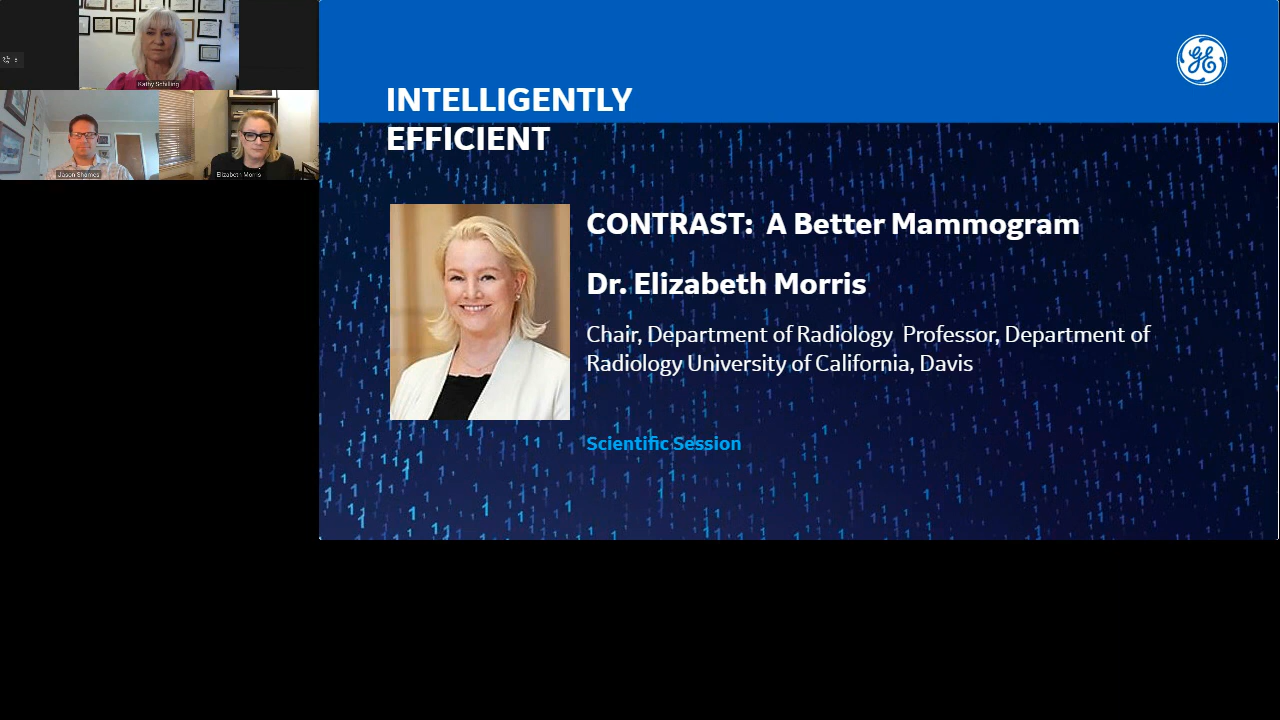 Kathy Schilling
Jason Shames
Elizabeth Morris
INTELLIGENTLY
EFFICIENT
CONTRAST: A Better Mammogram
Dr. Elizabeth Morris
Chair, Department of Radiology Professor, Department of
Radiology University of California, Davis
Scientific Session
GE